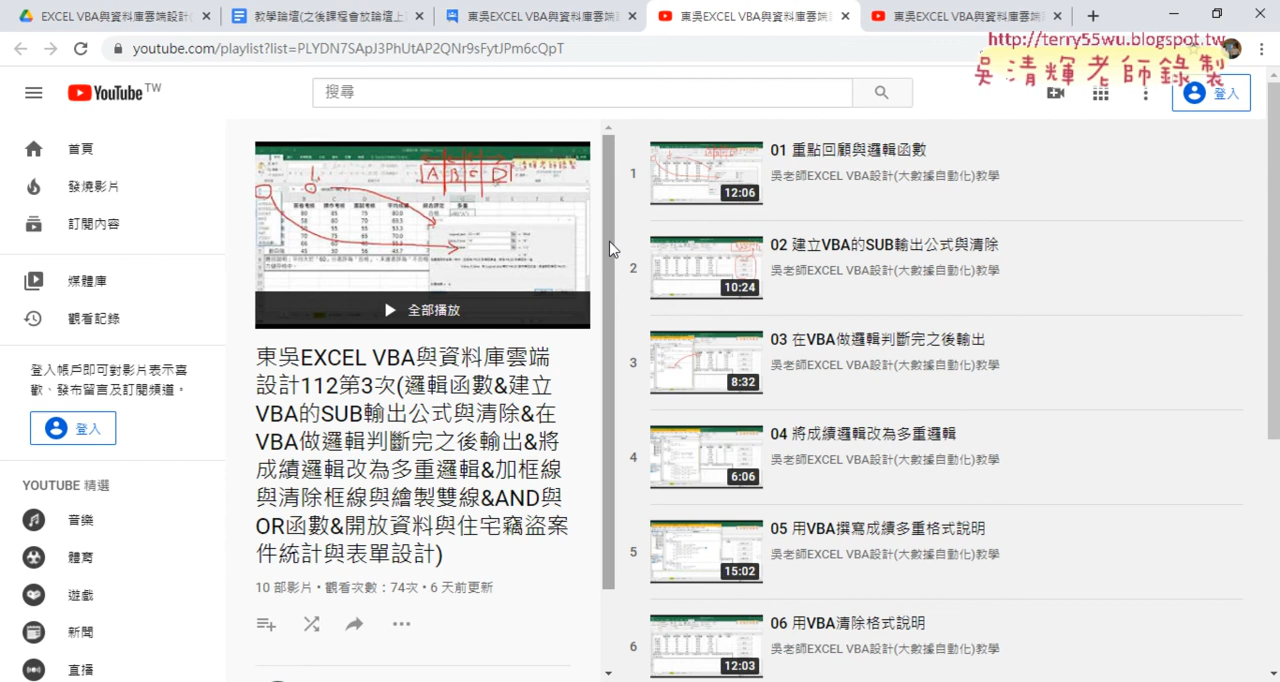 EXCEL VBA與資料庫雲端設計(
教學論壇(之後課程會放論壇上
東吳EXCEL VBA與資料庫雲端
東吳EXCEL VBA與資料庫雲端
東吳EXCEL VBA與資料庫雲端
youtube.com/playlist?list=PLYDN7SApJ3PhUtAP2QNr9sFytJPm6cQpT
http://terry55wu.blogspot.tw
吳清輝老師錄製
YouTube TW
搜尋
登入
首頁
發燒影片
訂閱內容
媒體庫
觀看記錄
登入帳戶即可對影片表示喜
歡、發布留言及訂閱頻道。
登入
YOUTUBE 精選
音樂
體育
遊戲
新聞
直播
A B C D
全部播放
東吳EXCEL VBA與資料庫雲端
設計112第3次(邏輯函數&建立
VBA的SUB輸出公式與清除&在
VBA做邏輯判斷完之後輸出&將
成績邏輯改為多重邏輯&加框線
與清除框線與繪製雙線&AND與
OR函數&開放資料與住宅竊盜案
件統計與表單設計)
10 部影片 • 觀看次數：74次 • 6 天前更新
1
12:06
01 重點回顧與邏輯函數
吳老師EXCEL VBA設計(大數據自動化)教學
2
10:24
02 建立VBA的SUB輸出公式與清除
吳老師EXCEL VBA設計(大數據自動化)教學
3
8:32
03 在VBA做邏輯判斷完之後輸出
吳老師EXCEL VBA設計(大數據自動化)教學
4
6:06
04 將成績邏輯改為多重邏輯
吳老師EXCEL VBA設計(大數據自動化)教學
5
15:02
05 用VBA撰寫成績多重格式說明
吳老師EXCEL VBA設計(大數據自動化)教學
6
12:03
06 用VBA清除格式說明
吳老師EXCEL VBA設計(大數據自動化)教學